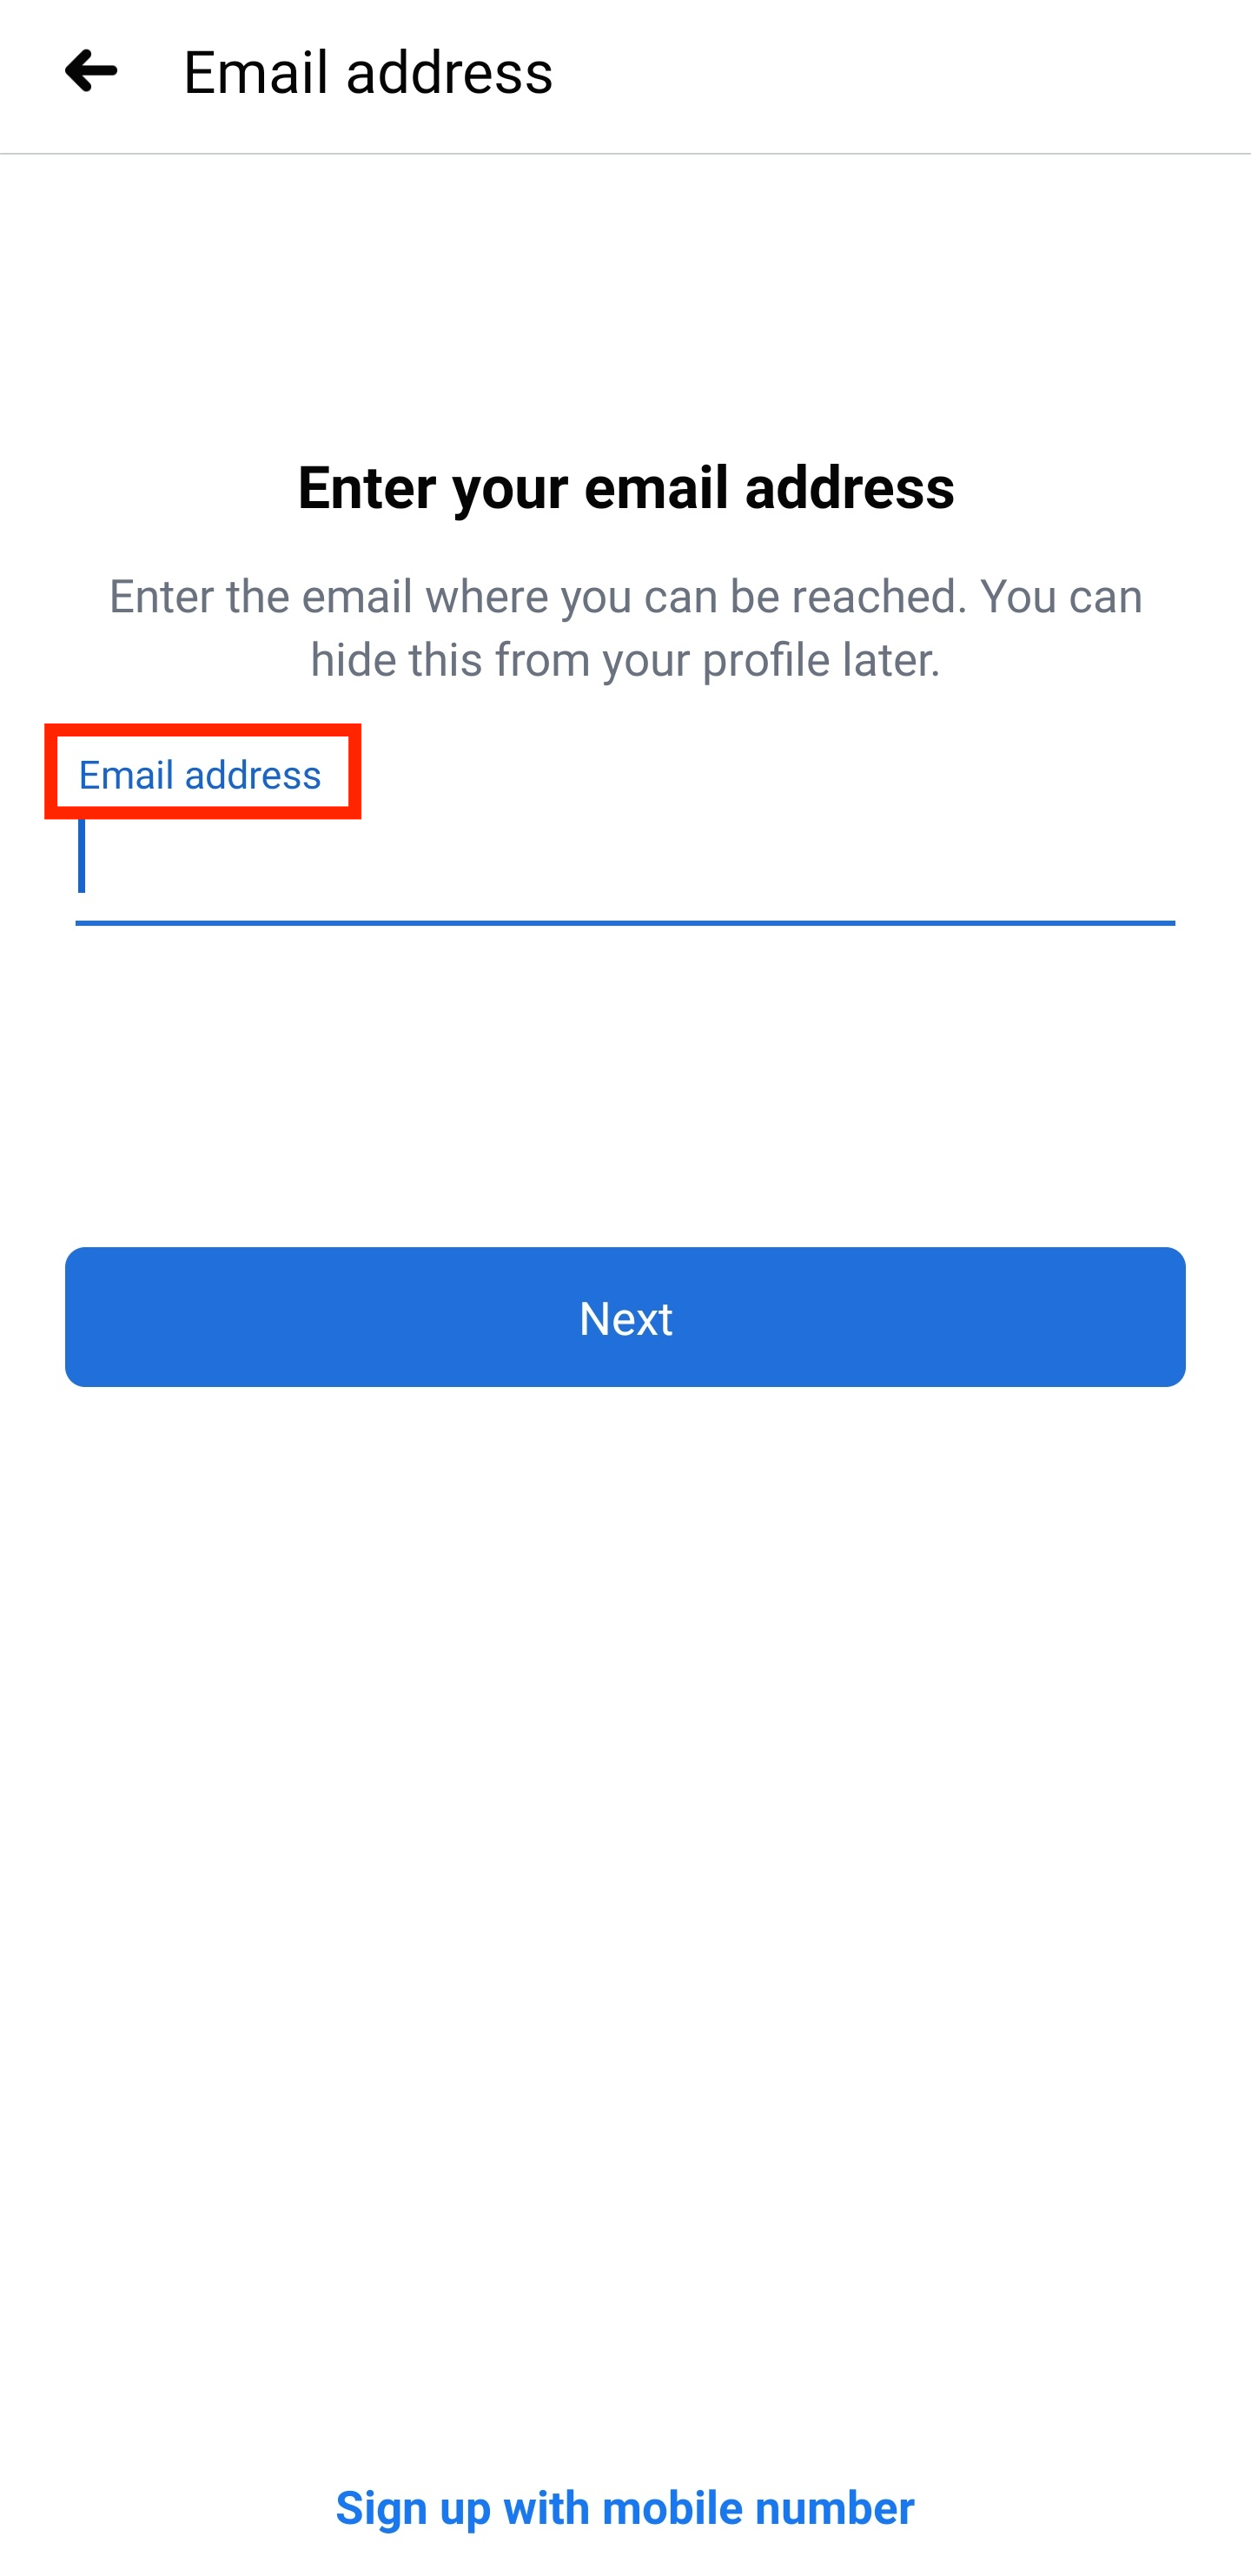 Email address
Enter your email address
Enter the email where you can be reached. You can
hide this from your profile later.
Email address
Next
Sign up with mobile number